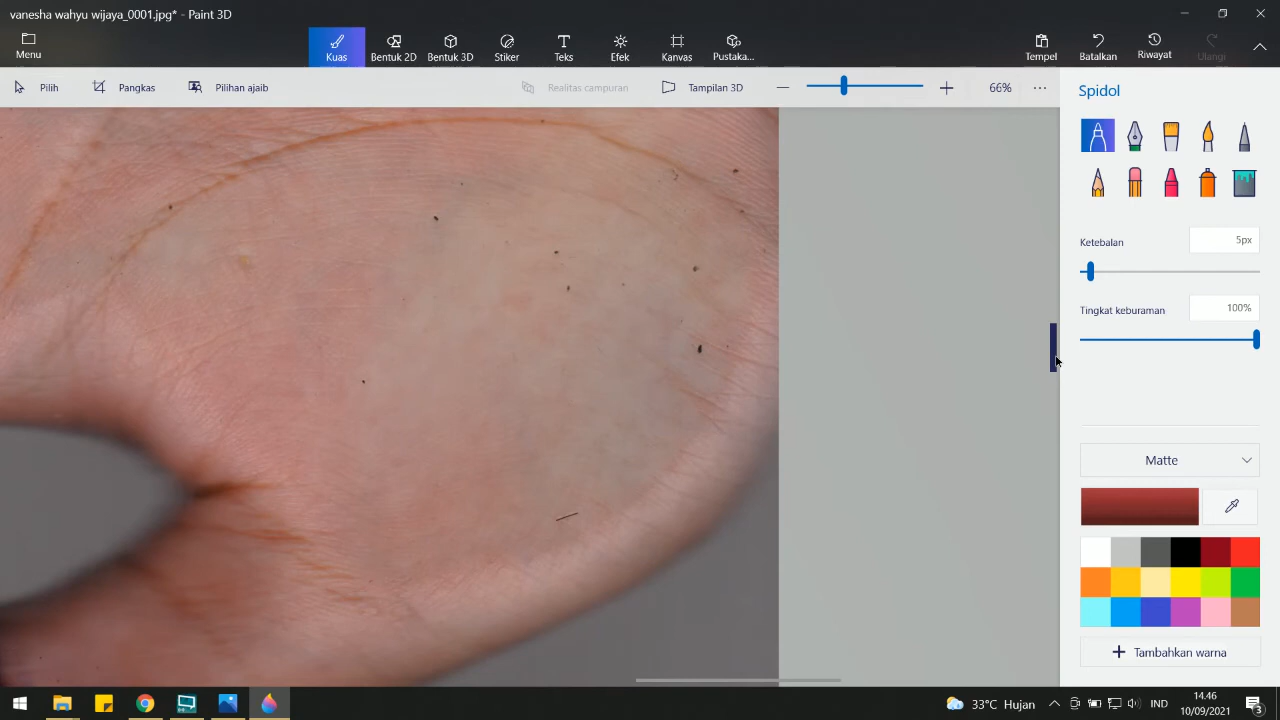 vanesha wahyu wijaya_0001.jpg* - Paint 3D
Menu
Kuas
Bentuk 2D
Bentuk 3D
Stiker
Teks
Efek
Kanvas
Pustaka...
Tempel
Batalkan
Riwayat
Ulangi
Pilih
Pangkas
Pilihan ajaib
Realitas campuran
Tampilan 3D
66%
Spidol
Ketebalan
5px
Tingkat keburaman
100%
Matte
Tambahkan warna
33°C Hujan
IND
14.46
10/09/2021
3